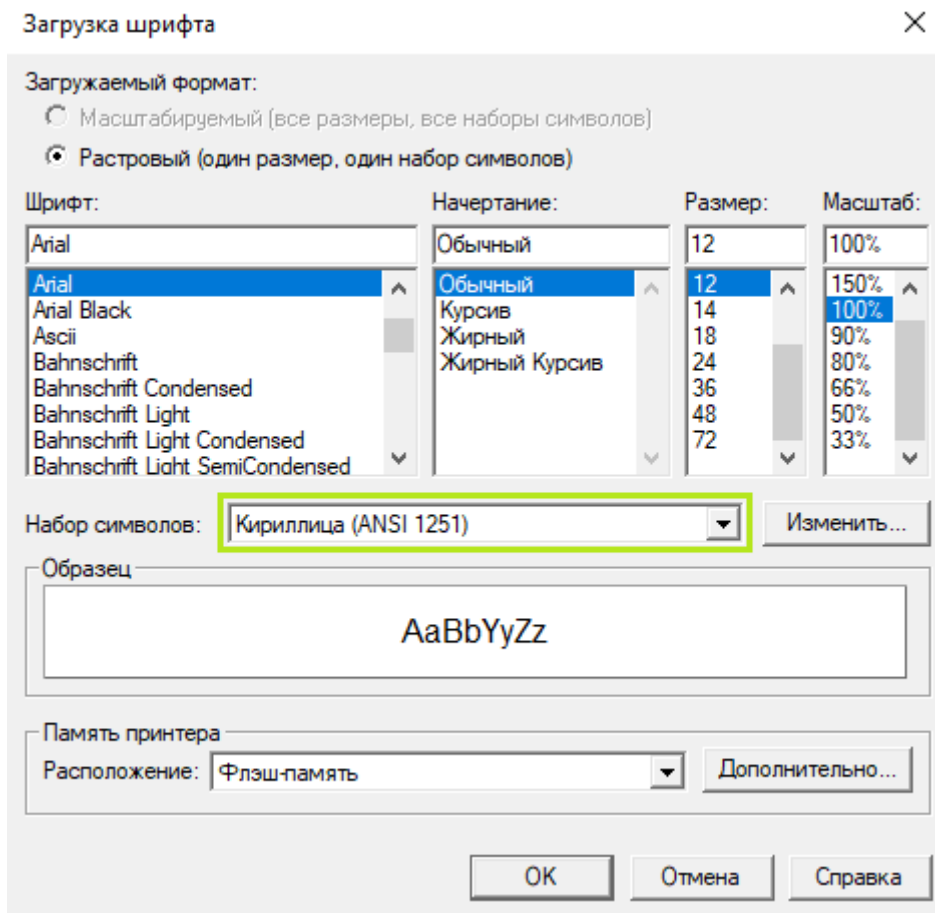 Загрузка шрифта
Загружаемый формат:
Масштабируемый (все размеры, все наборы символов)
Растровый (один размер, один набор символов)
Шрифт: Начертание: Размер: Масштаб:
Arial Обычный 12 100%
Arial Обычный 12 150%
Arial Black Курсив 14 100%
Ascii Жирный 18 90%
Bahnschrift Жирный Курсив 24 80%
Bahnschrift Condensed 36 66%
Bahnschrift Light 48 50%
Bahnschrift Light Condensed 72 33%
Bahnschrift Light SemiCondensed
Набор символов: Кириллица (ANSI 1251) Изменить...
Образец
AaBbYyZz
Память принтера
Расположение: Флэш-память Дополнительно...
OK Отмена Справка